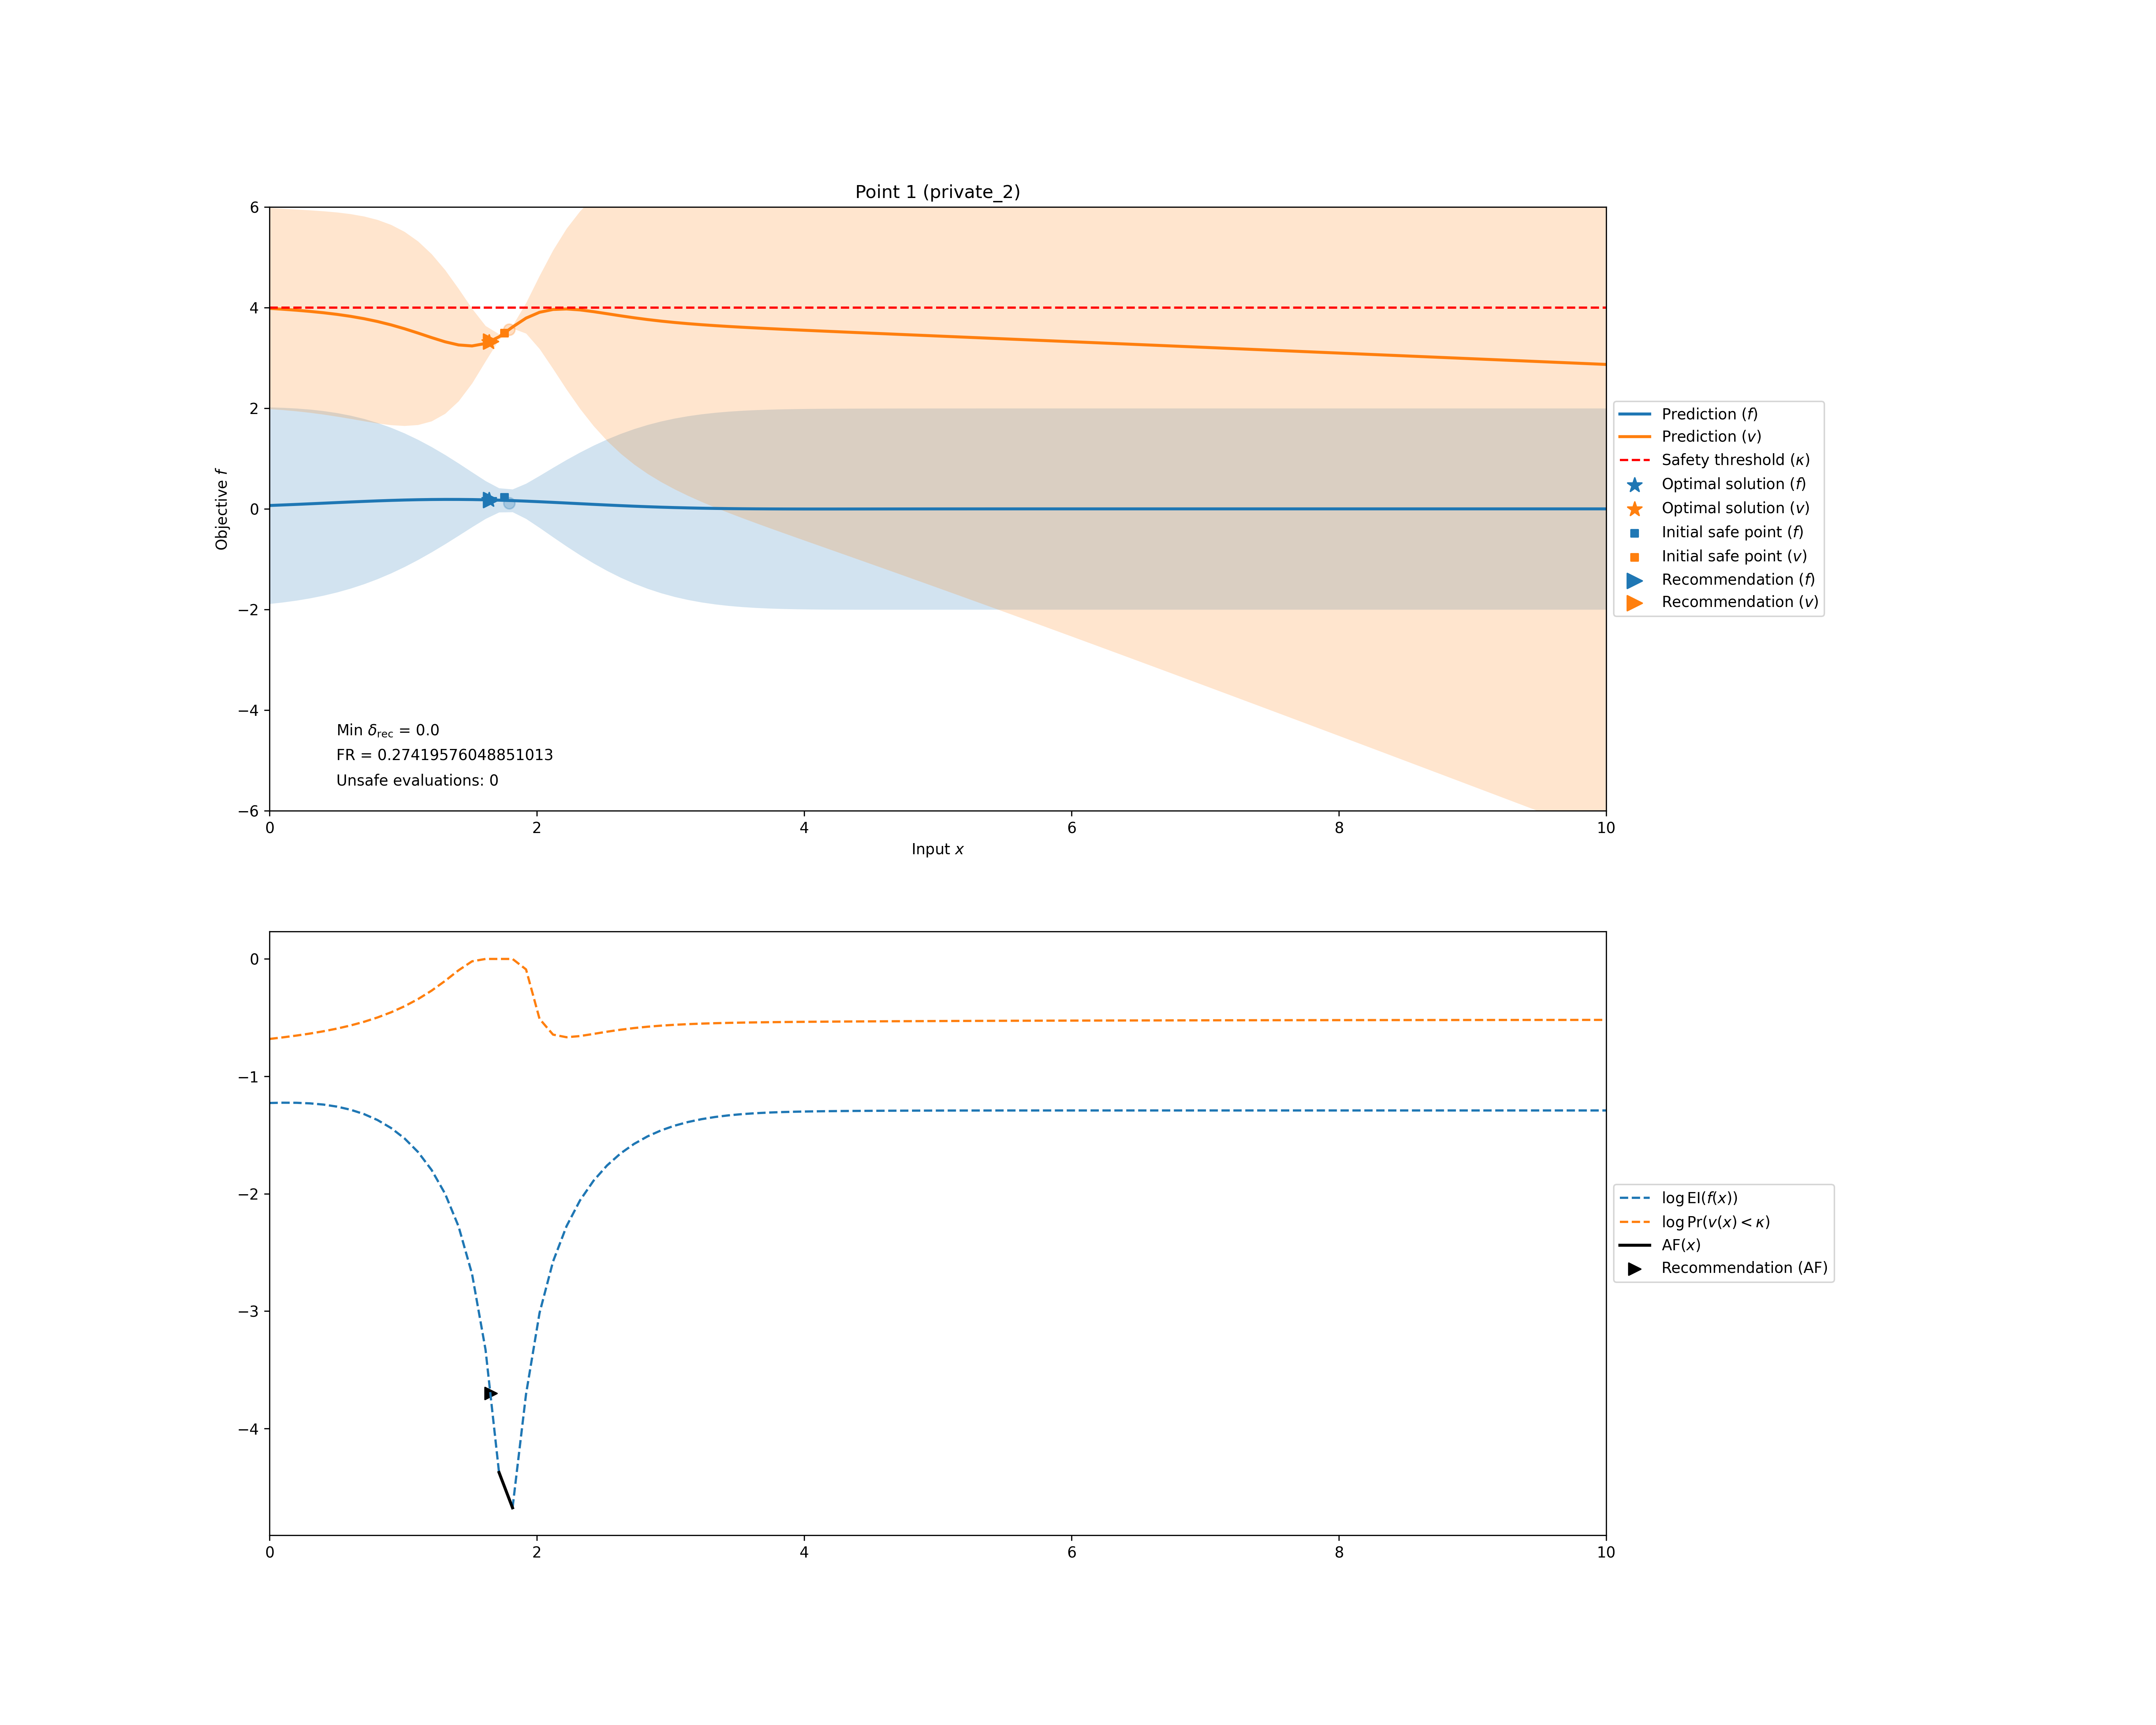 Point 1 (private_2)
6
4
2
0
−2
−4
−6
Objective f
Min δrec = 0.0
FR = 0.27419576048851013
Unsafe evaluations: 0
0 2 4 6 8 10
Input x
Prediction (f)
Prediction (v)
Safety threshold (κ)
Optimal solution (f)
Optimal solution (v)
Initial safe point (f)
Initial safe point (v)
Recommendation (f)
Recommendation (v)
0
−1
−2
−3
−4
0 2 4 6 8 10
log EI(f(x))
log Pr(v(x) < κ)
AF(x)
Recommendation (AF)